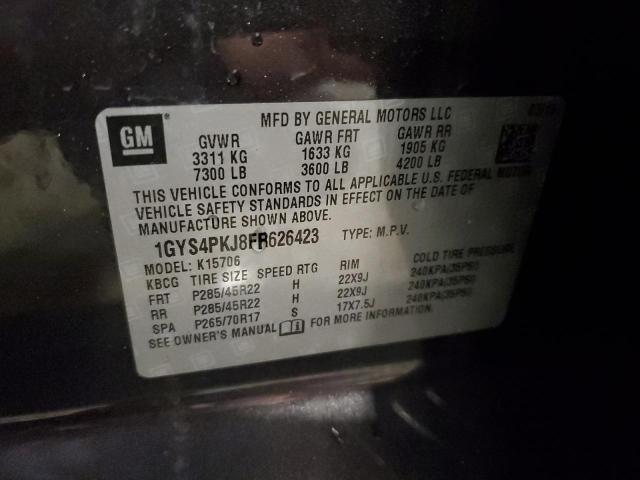 GM
MFD BY GENERAL MOTORS LLC
GVWR GAWR FRT GAWR RR
3311 KG 1633 KG 1905 KG
7300 LB 3600 LB 4200 LB
THIS VEHICLE CONFORMS TO ALL APPLICABLE U.S. FEDERAL MOTOR
VEHICLE SAFETY STANDARDS IN EFFECT ON THE DATE OF
MANUFACTURE SHOWN ABOVE.
1GYS4PKJ8FR626423 TYPE: M.P.V.
MODEL: K15706
KBCG TIRE SIZE SPEED RTG RIM COLD TIRE PRESSURE
FRT P285/45R22 H 22X9J 240KPA(35PSI)
RR P285/45R22 H 22X9J 240KPA(35PSI)
SPA P265/70R17 S 17X7.5J 240KPA(35PSI)
SEE OWNER'S MANUAL FOR MORE INFORMATION.